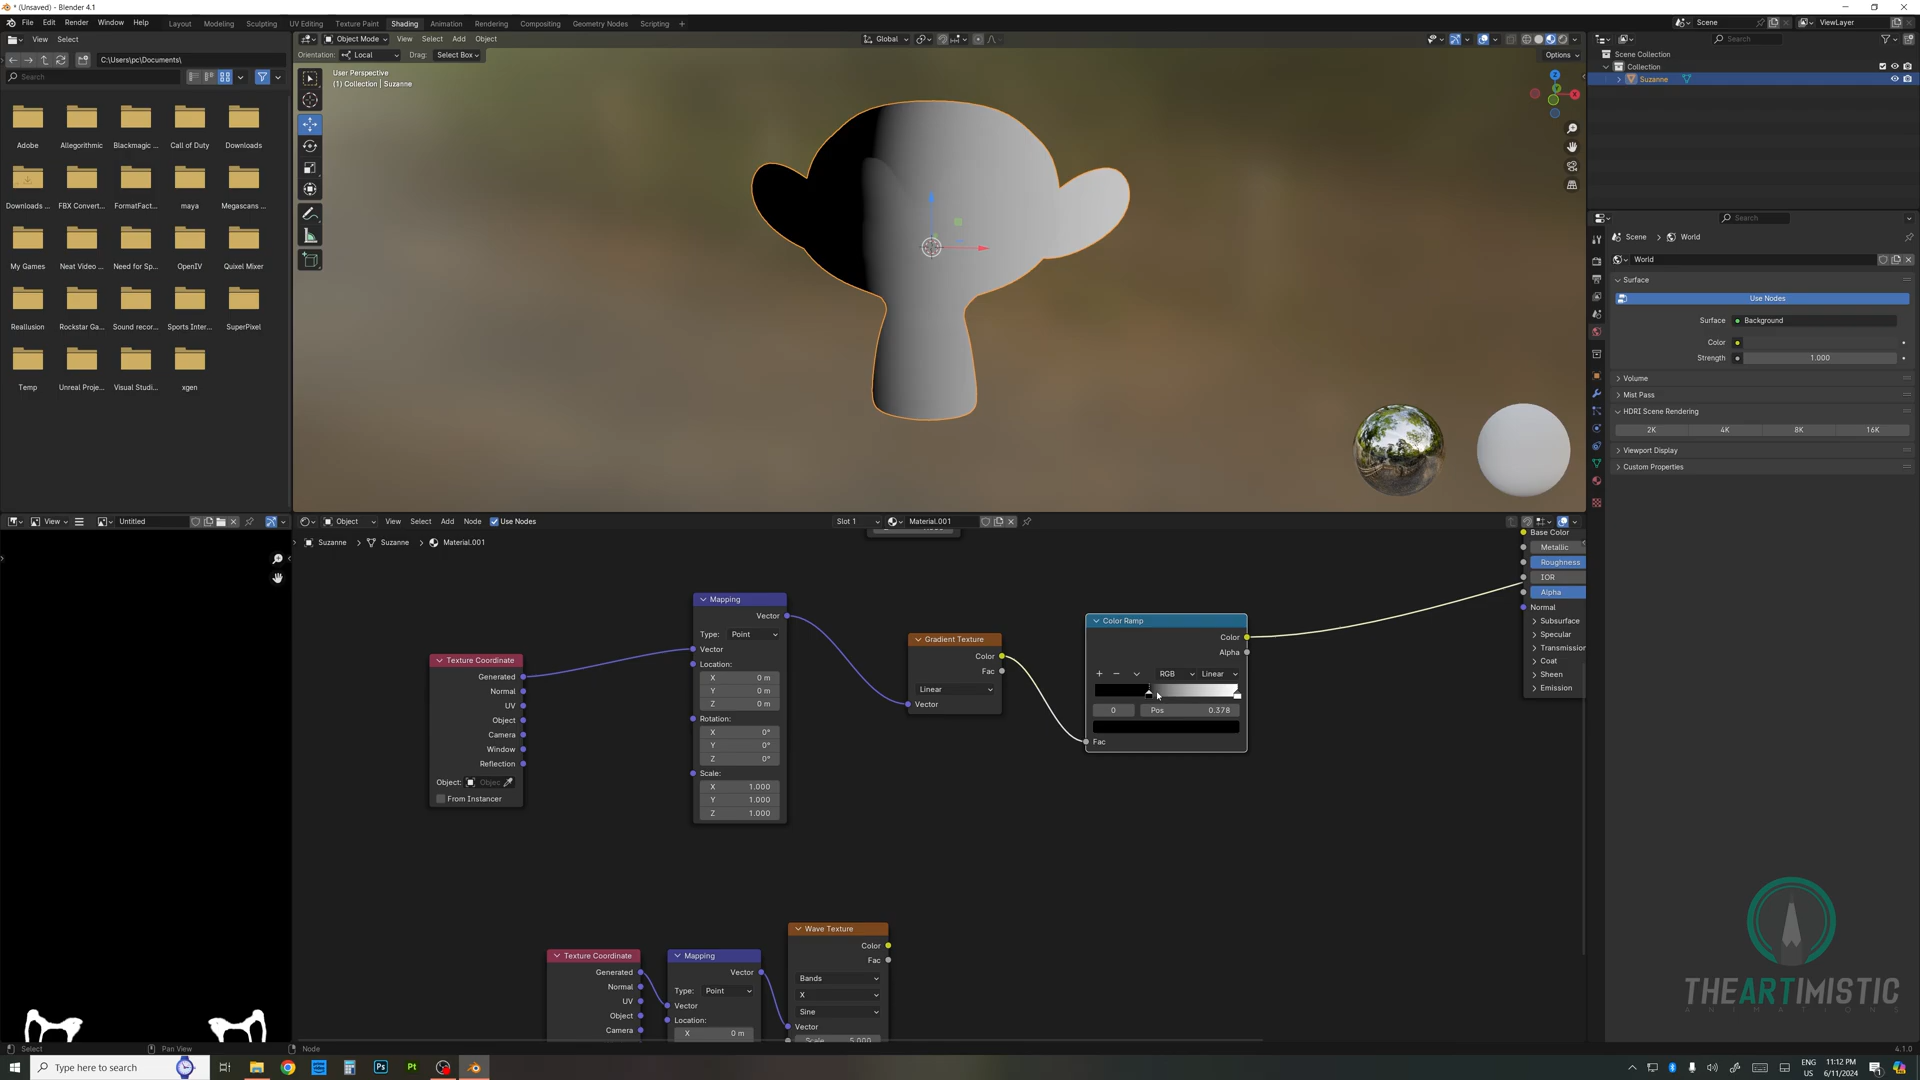 * (Unsaved) - Blender 4.1
File Edit Render Window Help
Layout Modeling Sculpting UV Editing Texture Paint Shading Animation Rendering Compositing Geometry Nodes Scripting +
Scene
ViewLayer
View Select
Object Mode View Select Add Object
Global
Search
C:\Users\pc\Documents\
Orientation: Local Drag: Select Box
Options
Search
User Perspective
(1) Collection | Suzanne
Scene Collection
Collection
Suzanne
Z
X
Y
Adobe Allegorithmic Blackmagic ... Call of Duty Downloads
Downloads ... FBX Convert... FormatFact... maya Megascans ...
My Games Neat Video ... Need for Sp... OpenIV Quixel Mixer
Reallusion Rockstar Ga... Sound recor... Sports Inter... SuperPixel
Temp Unreal Proje... Visual Studi... xgen
Search
Scene World
World
Surface
Use Nodes
Surface Background
Color
Strength 1.000
Volume
Mist Pass
HDRI Scene Rendering
2K 4K 8K 16K
Viewport Display
Custom Properties
View Untitled
Object View Select Add Node Use Nodes Slot 1 Material.001
Suzanne Suzanne Material.001
Texture Coordinate
Generated
Normal
UV
Object
Camera
Window
Reflection
Object: Objec
From Instancer
Mapping
Vector
Type: Point
Vector
Location:
X 0 m
Y 0 m
Z 0 m
Rotation:
X 0°
Y 0°
Z 0°
Scale:
X 1.000
Y 1.000
Z 1.000
Gradient Texture
Color
Fac
Linear
Vector
Color Ramp
Color
Alpha
+ − RGB Linear
0 Pos 0.378
Fac
Base Color
Metallic
Roughness
IOR
Alpha
Normal
Subsurface
Specular
Transmission
Coat
Sheen
Emission
Texture Coordinate
Generated
Normal
UV
Object
Camera
Mapping
Vector
Type: Point
Vector
Location:
X 0 m
Wave Texture
Color
Fac
Bands
X
Sine
Vector
Scale 5.000
THEARTIMISTIC
ANIMATIONS
Select Pan View Node
4.1.0
Type here to search
Ps
Pt
ENG
US
11:12 PM
6/11/2024
1